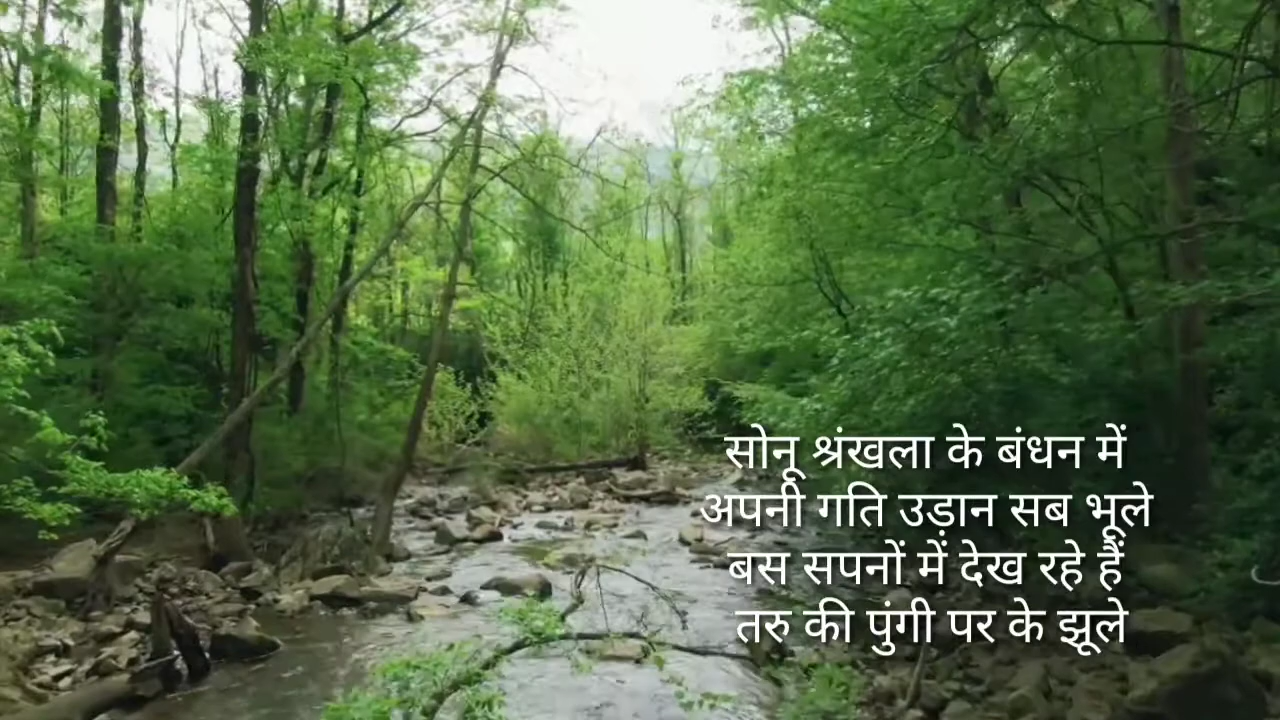 सोनू श्रंखला के बंधन में
अपनी गति उड़ान सब भूले
बस सपनों में देख रहे हैं
तरु की पुंगी पर के झूले